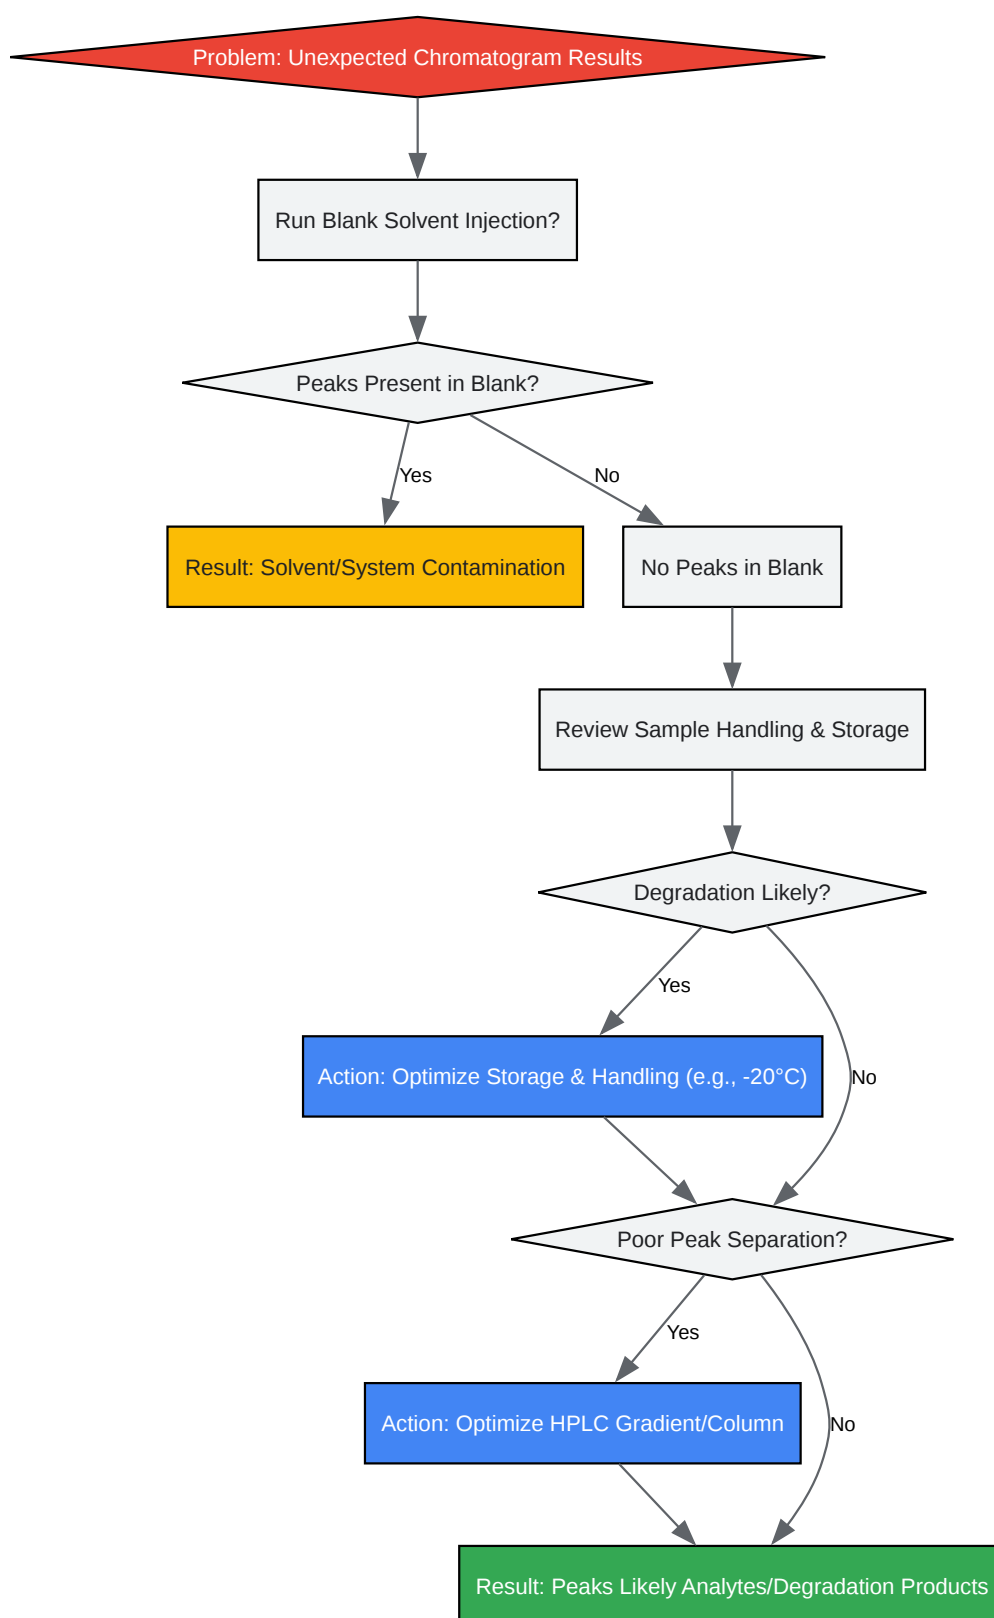 Problem: Unexpected Chromatogram Results
Run Blank Solvent Injection?
Peaks Present in Blank?
Yes
No
Result: Solvent/System Contamination
No Peaks in Blank
Review Sample Handling & Storage
Degradation Likely?
Yes
Action: Optimize Storage & Handling (e.g., -20°C)
No
Poor Peak Separation?
Yes
Action: Optimize HPLC Gradient/Column
No
Result: Peaks Likely Analytes/Degradation Products